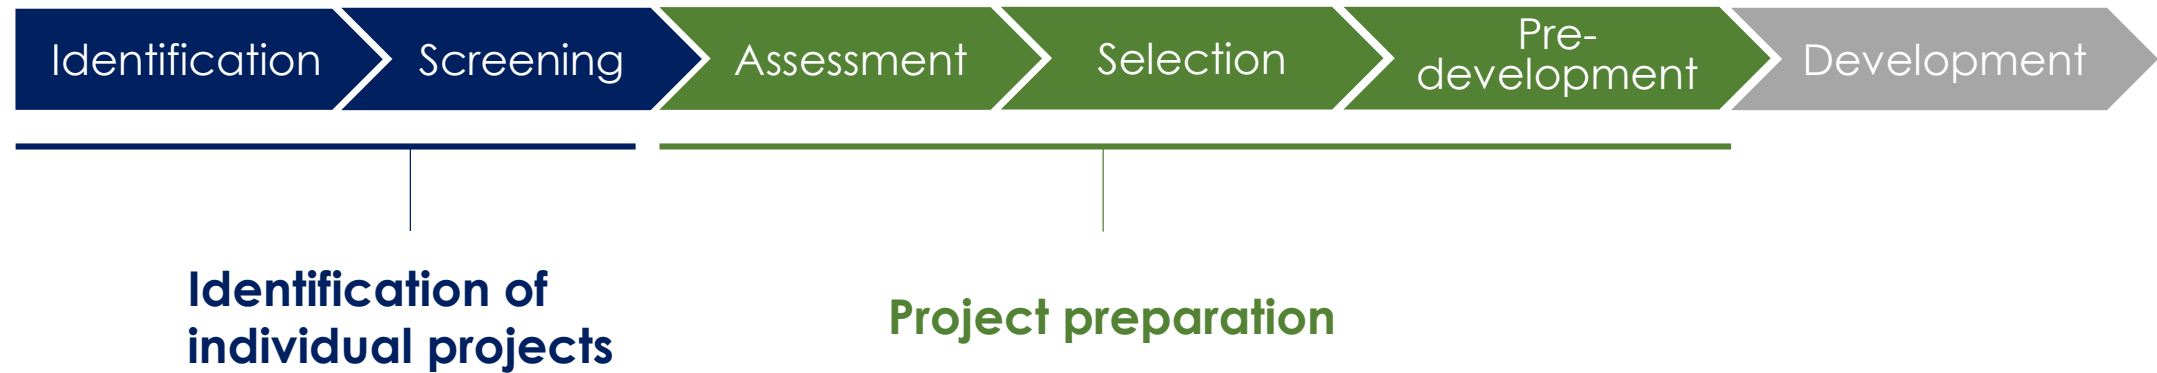 Identification
Screening
Assessment
Selection
Pre-
development
Development
Identification of
individual projects
Project preparation